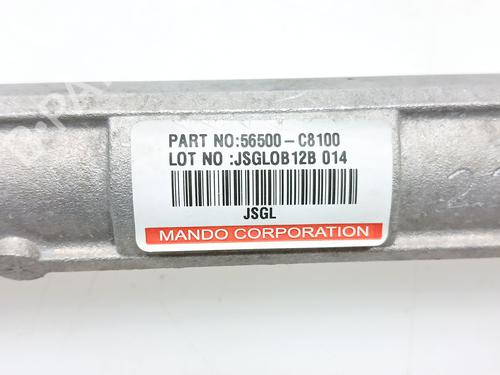 PART NO:56500-C8100
LOT NO :JSGLOB12B 014
JSGL
MANDO CORPORATION